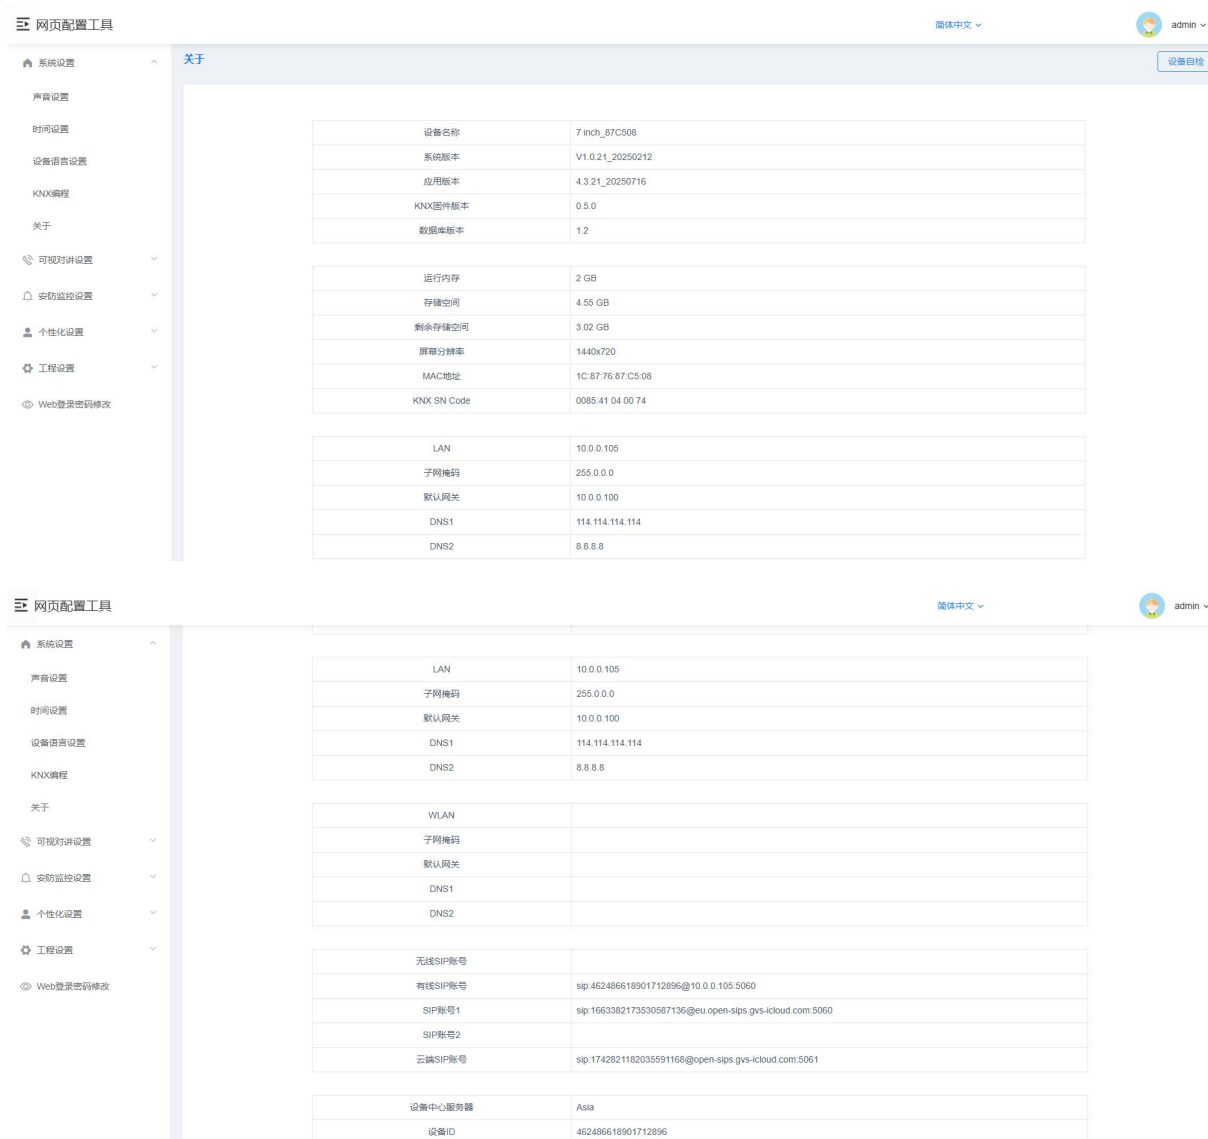 网页配置工具 简体中文 admin
系统设置 关于 设备自检
声音设置
时间设置
设备语言设置
KNX编程
关于
可视对讲设置
安防监控设置
个性化设置
工程设置
Web登录密码修改
设备名称 7 inch_87C508
系统版本 V1.0.21_20250212
应用版本 4.3.21_20250716
KNX固件版本 0.5.0
数据库版本 1.2
运行内存 2 GB
存储空间 4.55 GB
剩余存储空间 3.02 GB
屏幕分辨率 1440x720
MAC地址 1C:87:76:87:C5:08
KNX SN Code 0085:41 04 00 74
LAN 10.0.0.105
子网掩码 255.0.0.0
默认网关 10.0.0.100
DNS1 114.114.114.114
DNS2 8.8.8.8
网页配置工具 简体中文 admin
系统设置
声音设置
时间设置
设备语言设置
KNX编程
关于
可视对讲设置
安防监控设置
个性化设置
工程设置
Web登录密码修改
LAN 10.0.0.105
子网掩码 255.0.0.0
默认网关 10.0.0.100
DNS1 114.114.114.114
DNS2 8.8.8.8
WLAN
子网掩码
默认网关
DNS1
DNS2
无线SIP账号
有线SIP账号 sip:462486618901712896@10.0.0.105:5060
SIP账号1 sip:1663382173530587136@eu.open-sips.gvs-icloud.com:5060
SIP账号2
云端SIP账号 sip:1742821182035591168@open-sips.gvs-icloud.com:5061
设备中心服务器 Asia
设备ID 462486618901712896